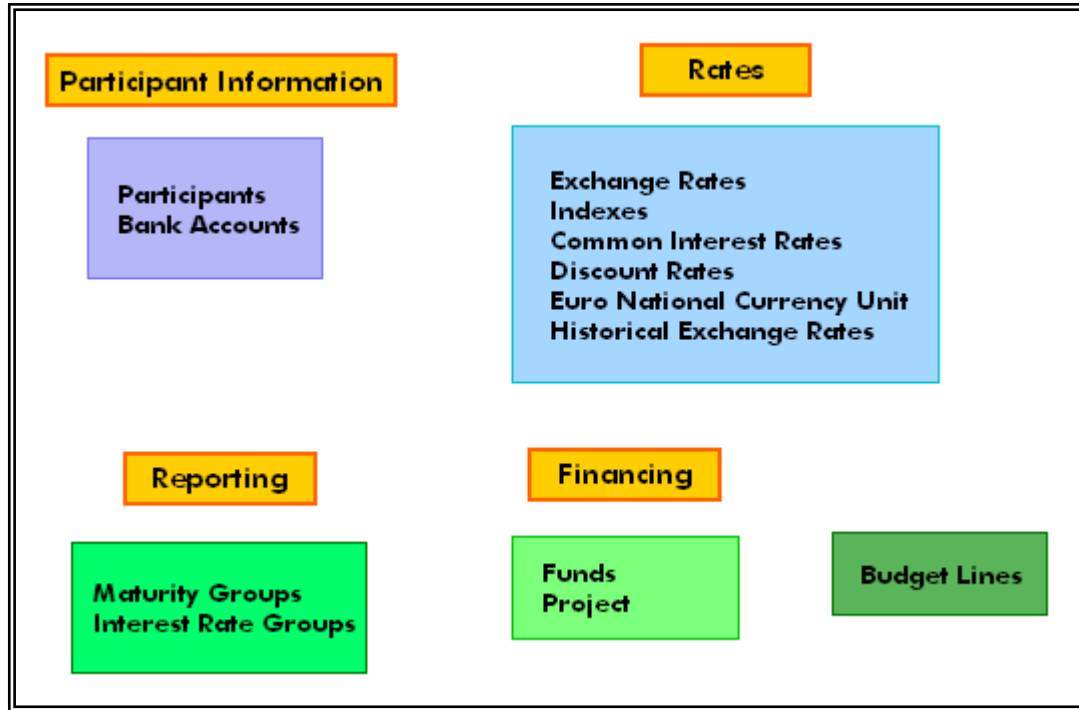 Participant Information
Participants
Bank Accounts
Rates
Exchange Rates
Indexes
Common Interest Rates
Discount Rates
Euro National Currency Unit
Historical Exchange Rates
Reporting
Maturity Groups
Interest Rate Groups
Financing
Funds
Project
Budget Lines